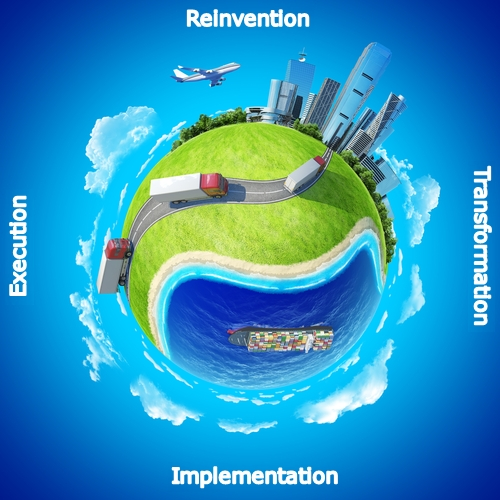 Reinvention
Execution
Transformation
Implementation